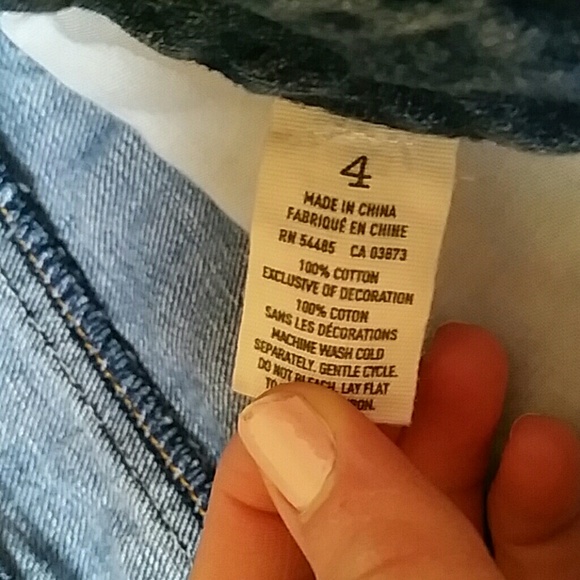 4
MADE IN CHINA
FABRIQUÉ EN CHINE
RN 54485 CA 03873
100% COTTON
EXCLUSIVE OF DECORATION
100% COTON
SANS LES DÉCORATIONS
MACHINE WASH COLD
SEPARATELY. GENTLE CYCLE.
DO NOT BLEACH. LAY FLAT